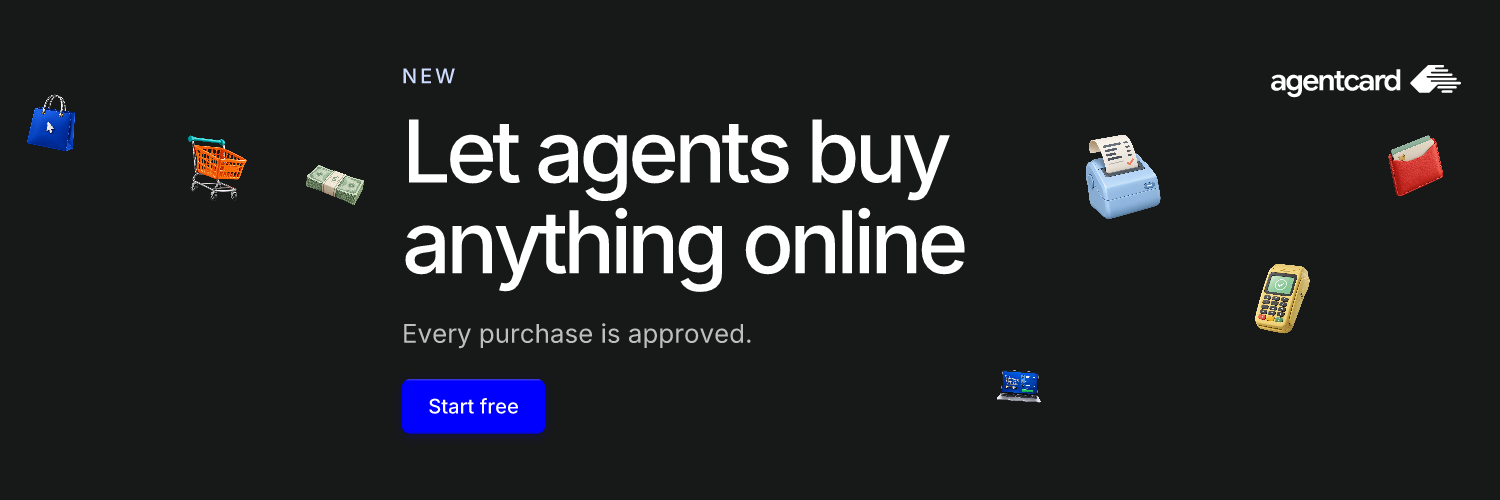 NEW
agentcard
Let agents buy
anything online
Every purchase is approved.
Start free